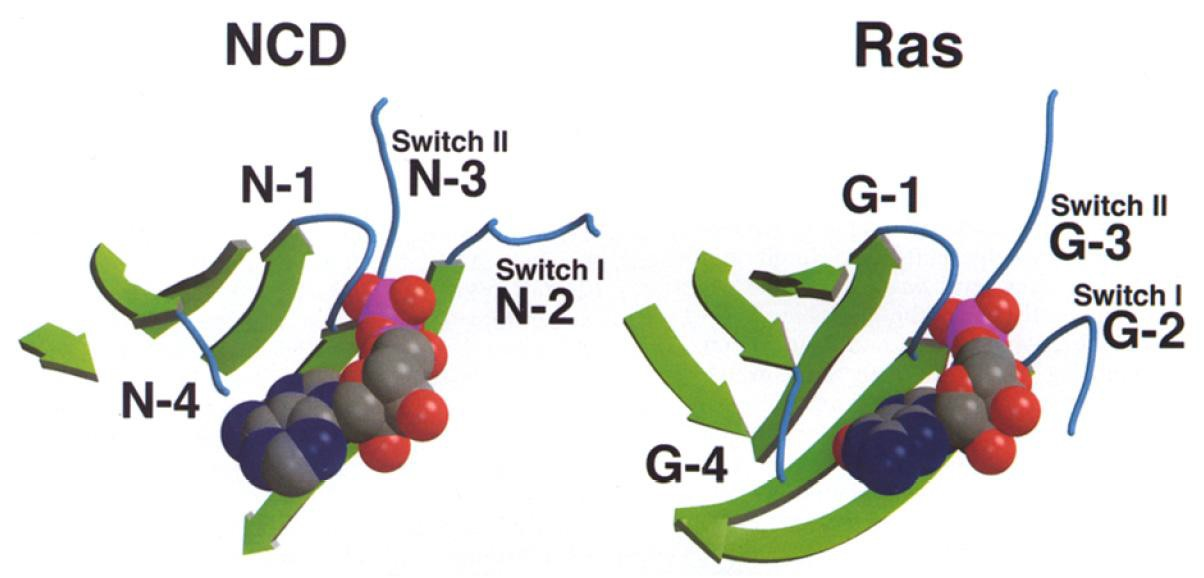 NCD
Switch II
N-3
N-1
Switch I
N-2
N-4
Ras
G-1
Switch II
G-3
Switch I
G-2
G-4